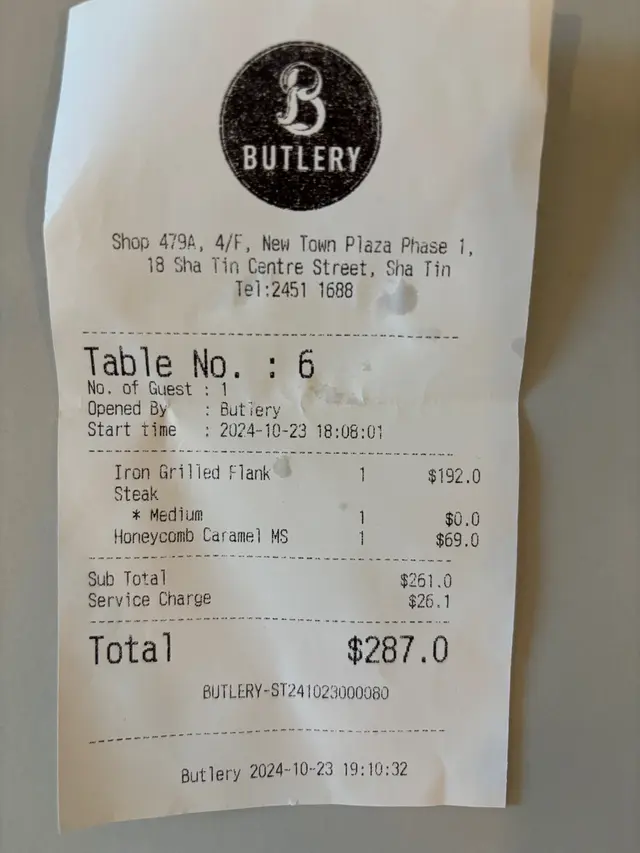 B
BUTLERY
Shop 479A, 4/F, New Town Plaza Phase 1,
18 Sha Tin Centre Street, Sha Tin
Tel:2451 1688
Table No. : 6
No. of Guest : 1
Opened By : Butlery
Start time : 2024-10-23 18:08:01
Iron Grilled Flank 1 $192.0
Steak
* Medium 1 $0.0
Honeycomb Caramel MS 1 $69.0
Sub Total $261.0
Service Charge $26.1
Total $287.0
BUTLERY-ST241023000080
Butlery 2024-10-23 19:10:32